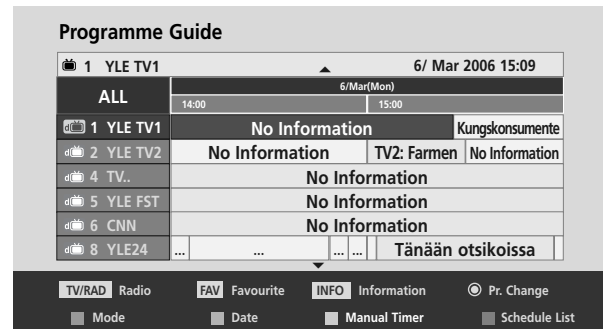 Programme Guide
1 YLE TV1 6/ Mar 2006 15:09
ALL 6/Mar(Mon)
14:00 15:00
1 YLE TV1 No Information Kungskonsumente
2 YLE TV2 No Information TV2: Farmen No Information
4 TV.. No Information
5 YLE FST No Information
6 CNN No Information
8 YLE24 ... ... ... ... Tänään otsikoissa
TV/RAD Radio FAV Favourite INFO Information Pr. Change
Mode Date Manual Timer Schedule List